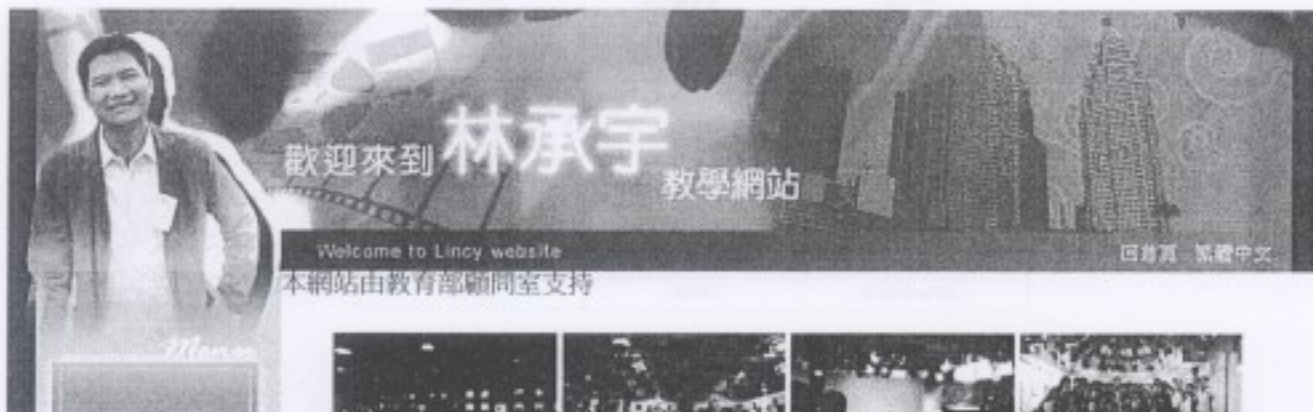 歡迎來到 林承宇
教學網站
Welcome to Lincy website
回首頁 繁體中文
本網站由教育部顧問室支持
Menu